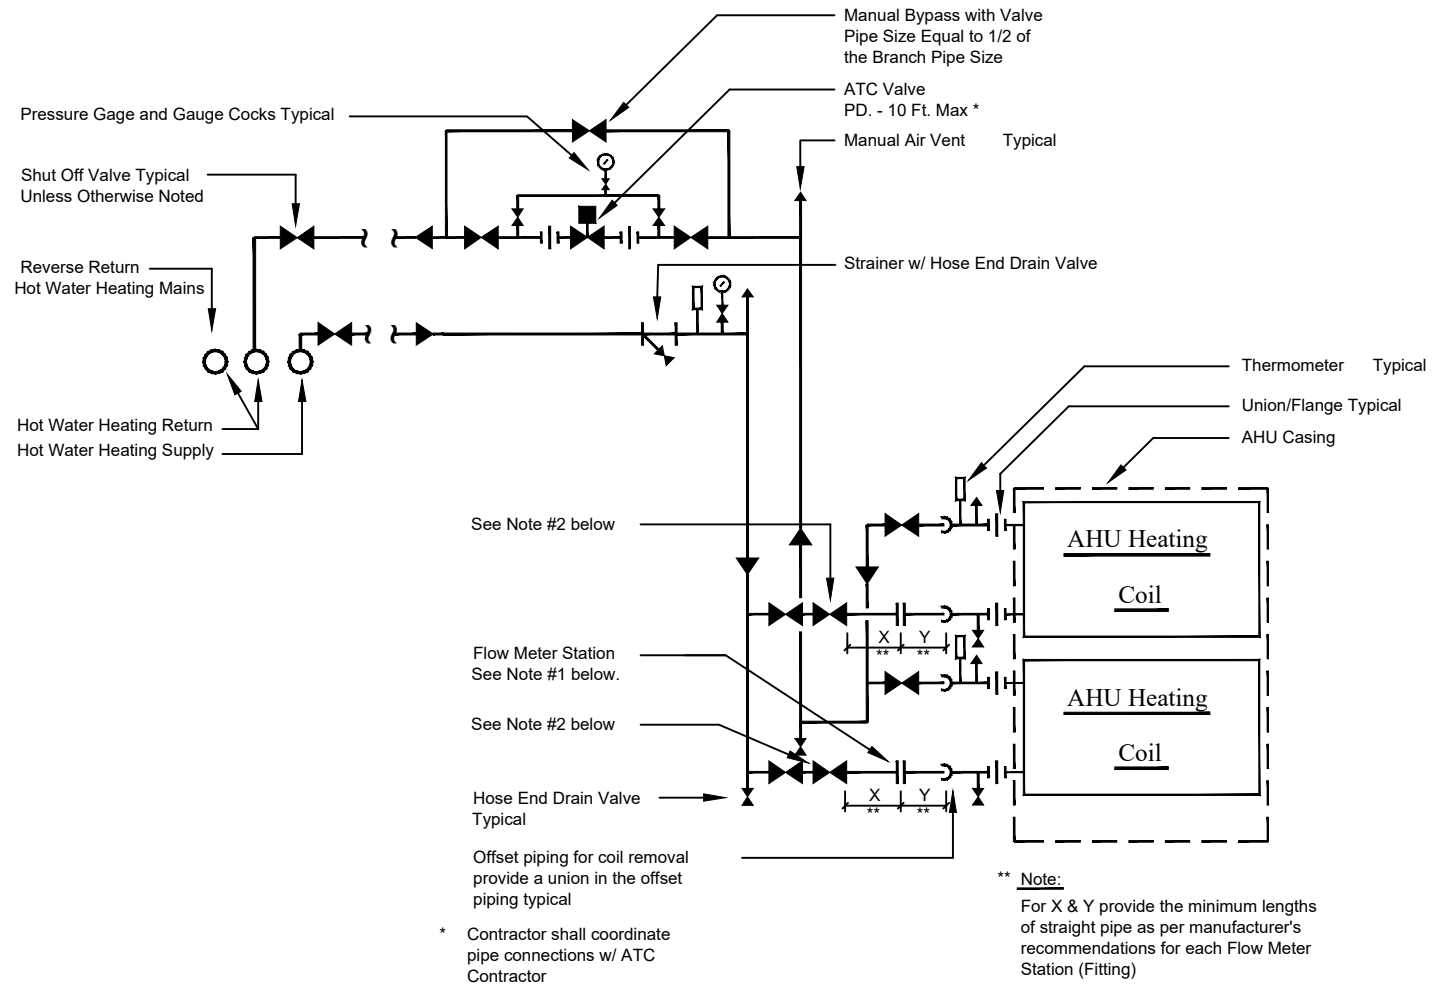 Manual Bypass with Valve
Pipe Size Equal to 1/2 of
the Branch Pipe Size
ATC Valve
PD. - 10 Ft. Max *
Pressure Gage and Gauge Cocks Typical
Manual Air Vent Typical
Shut Off Valve Typical
Unless Otherwise Noted
Strainer w/ Hose End Drain Valve
Reverse Return
Hot Water Heating Mains
Thermometer Typical
Union/Flange Typical
Hot Water Heating Return
AHU Casing
Hot Water Heating Supply
See Note #2 below
AHU Heating
Coil
X Y
** **
Flow Meter Station
See Note #1 below.
AHU Heating
Coil
See Note #2 below
X Y
** **
Hose End Drain Valve
Typical
Offset piping for coil removal
provide a union in the offset
piping typical
** Note:
For X & Y provide the minimum lengths
of straight pipe as per manufacturer's
recommendations for each Flow Meter
Station (Fitting)
* Contractor shall coordinate
pipe connections w/ ATC
Contractor